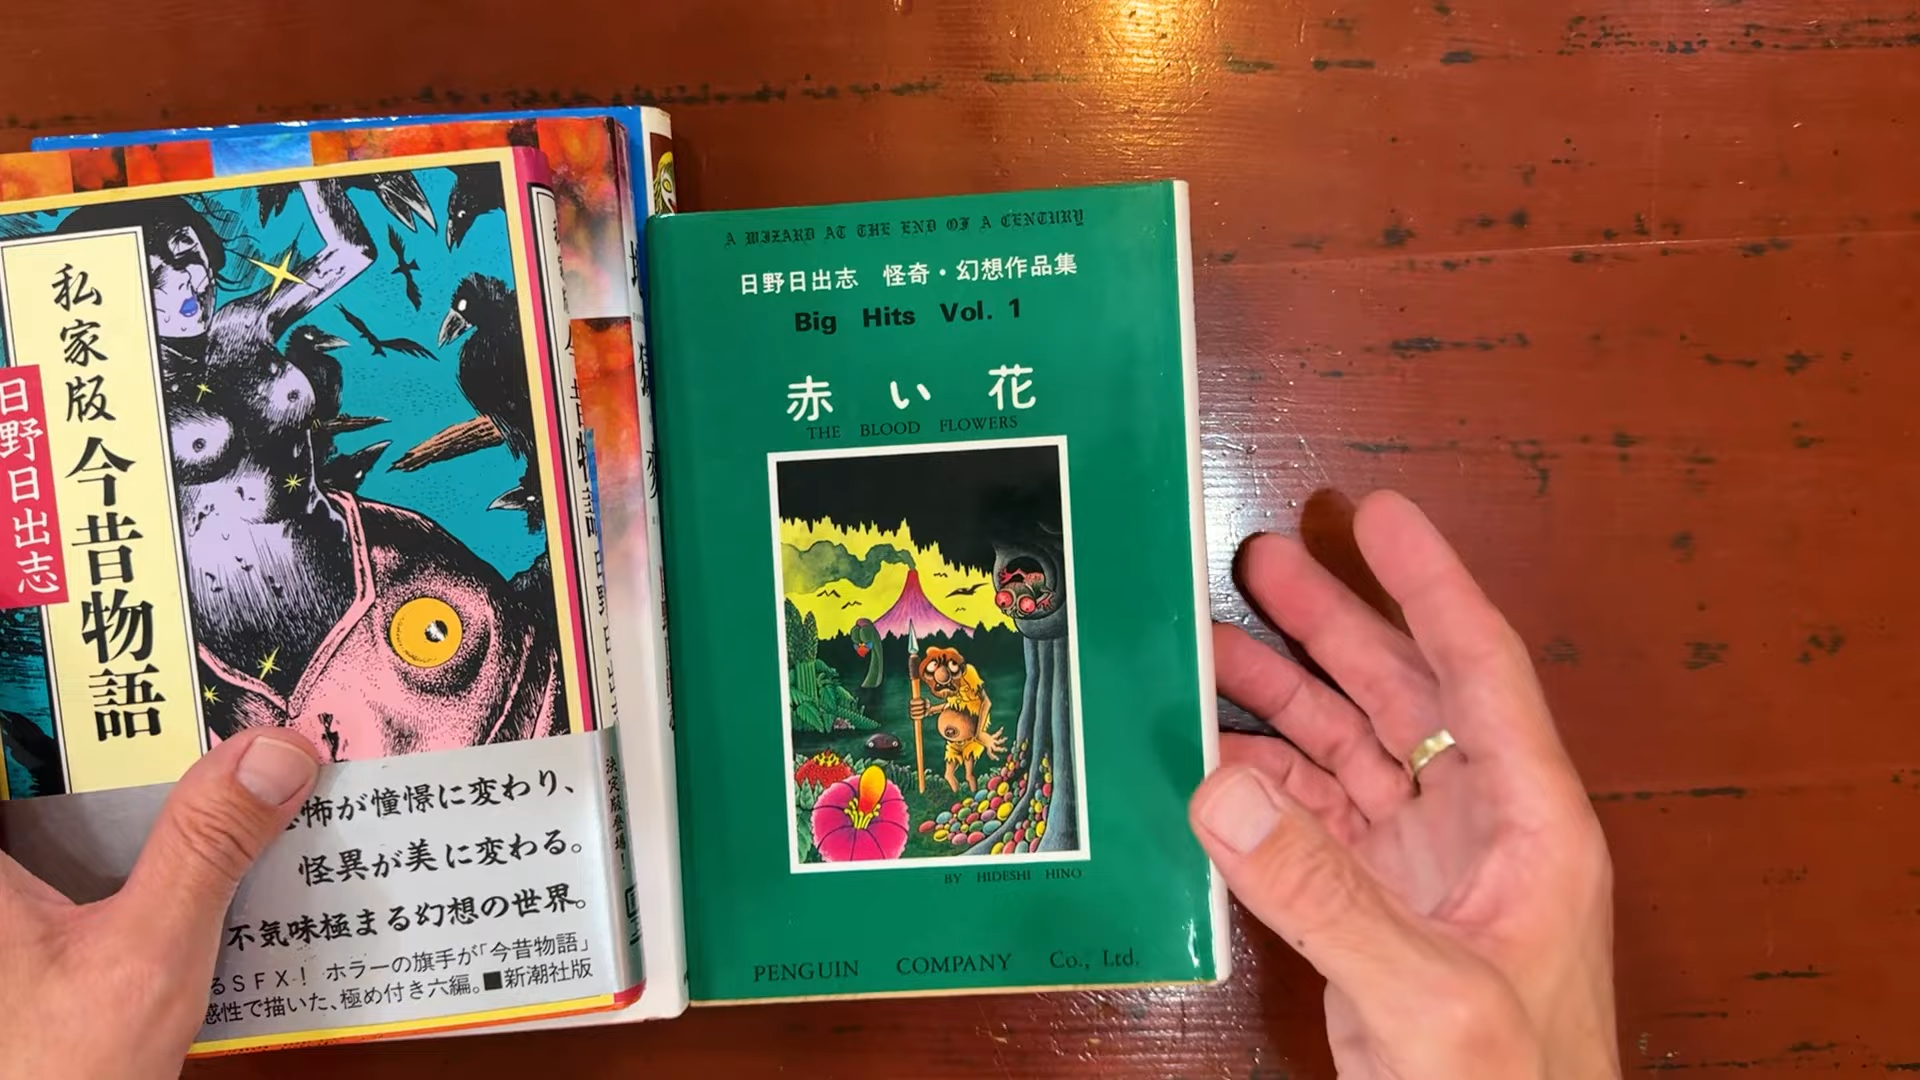 私家版
今昔物語
日野日出志
怖が憧憬に変わり、
怪異が美に変わる。
不気味極まる幻想の世界。
るSFX! ホラーの旗手が「今昔物語」
感性で描いた、極め付き六編。■新潮社版
決定版登場!
A WIZARD AT THE END OF A CENTURY
日野日出志 怪奇・幻想作品集
Big Hits Vol. 1
赤い花
THE BLOOD FLOWERS
BY HIDESHI HINO
PENGUIN COMPANY Co., Ltd.